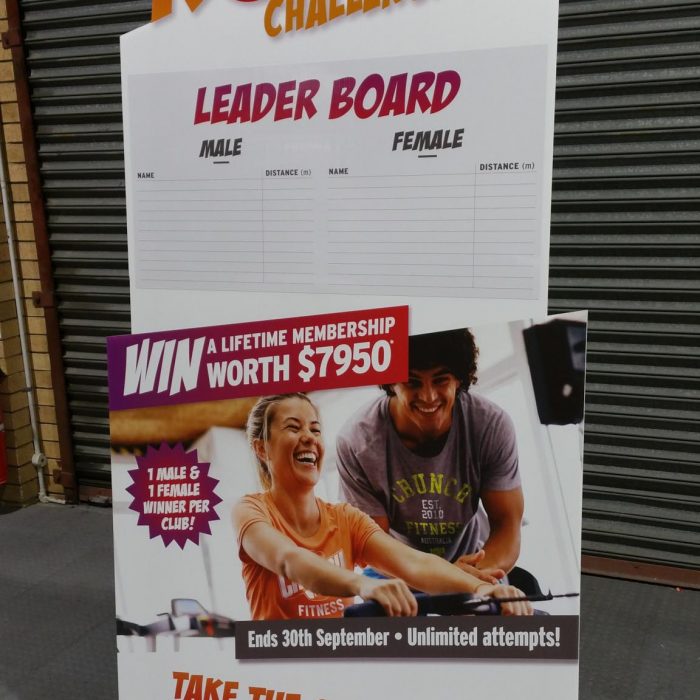 CHALLEN
LEADER BOARD
MALE
FEMALE
NAME DISTANCE (m) NAME DISTANCE (m)
WIN A LIFETIME MEMBERSHIP
WORTH $7950*
1 MALE &
1 FEMALE
WINNER PER
CLUB!
CRUNCH
EST.
2010
FITNESS
AUSTRALIA
FITNESS
Ends 30th September • Unlimited attempts!
TAKE THE